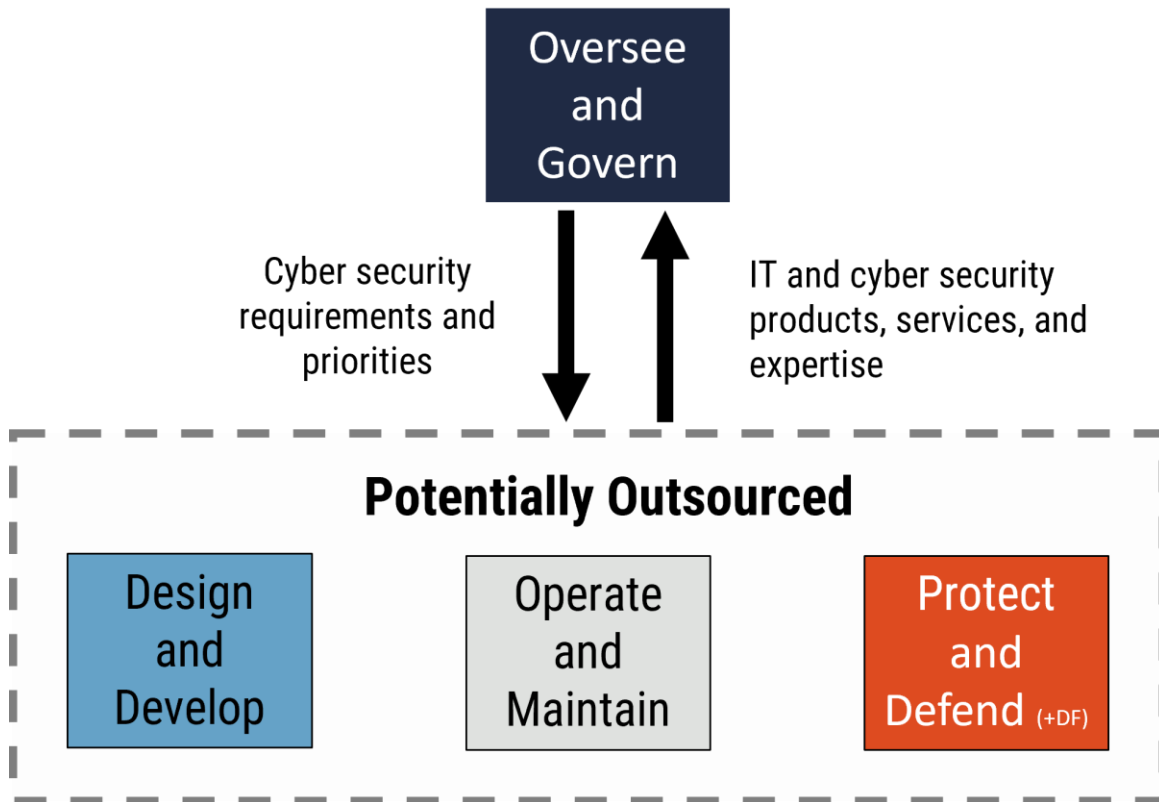 Oversee
and
Govern
Cyber security
requirements and
priorities
IT and cyber security
products, services, and
expertise
Potentially Outsourced
Design
and
Develop
Operate
and
Maintain
Protect
and
Defend (+DF)